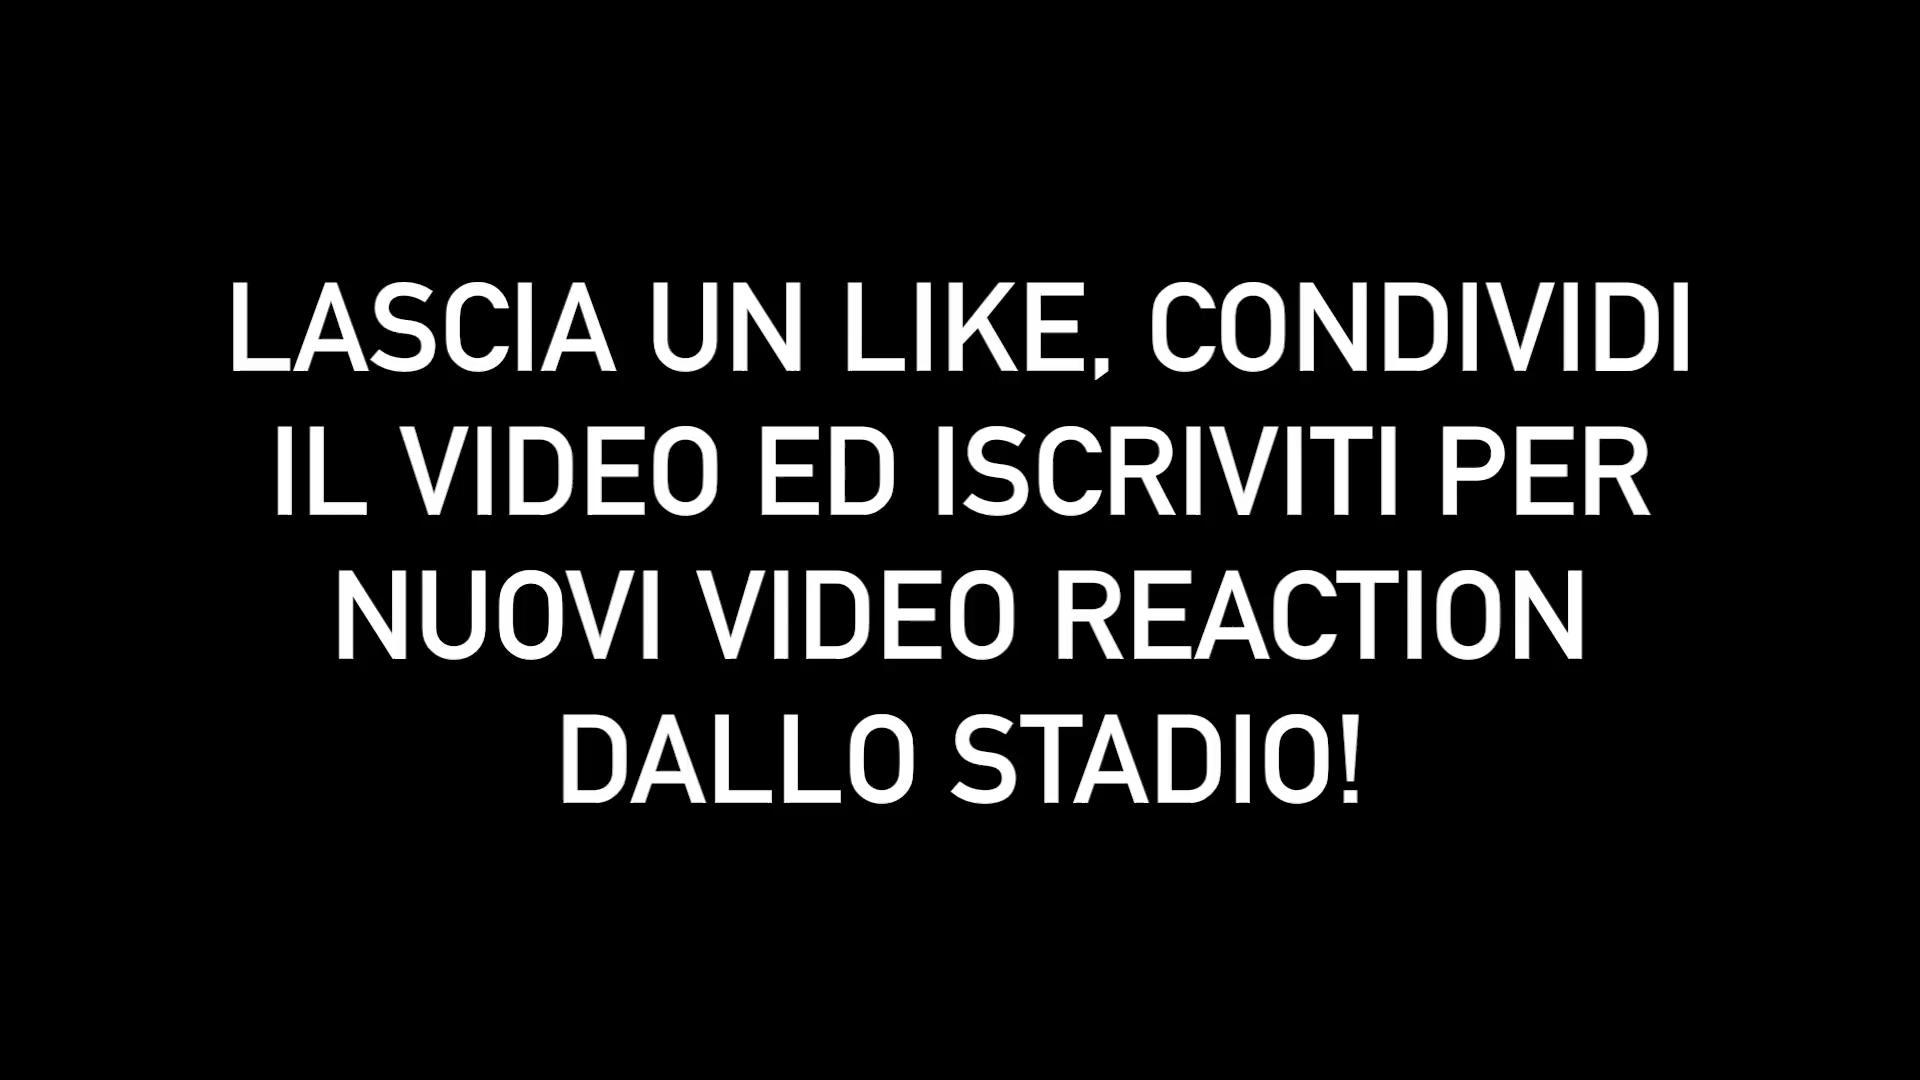 LASCIA UN LIKE, CONDIVIDI
IL VIDEO ED ISCRIVITI PER
NUOVI VIDEO REACTION
DALLO STADIO!